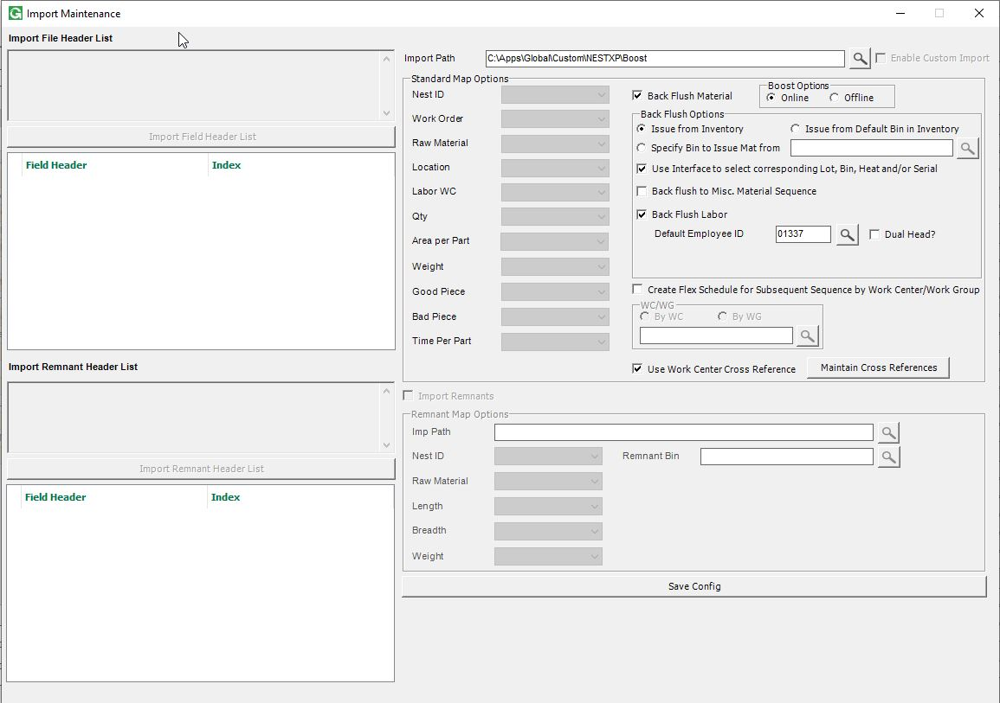 Import Maintenance
Import File Header List
Import Field Header List
Field Header Index
Import Remnant Header List
Import Remnant Header List
Field Header Index
Import Path C:\Apps\Global\Custom\NESTXP\Boost Enable Custom Import
Standard Map Options
Nest ID
Work Order
Raw Material
Location
Labor WC
Qty
Area per Part
Weight
Good Piece
Bad Piece
Time Per Part
Back Flush Material
Boost Options
Online Offline
Back Flush Options
Issue from Inventory Issue from Default Bin in Inventory
Specify Bin to Issue Mat from
Use Interface to select corresponding Lot, Bin, Heat and/or Serial
Back flush to Misc. Material Sequence
Back Flush Labor
Default Employee ID 01337 Dual Head?
Create Flex Schedule for Subsequent Sequence by Work Center/Work Group
WC/WG
By WC By WG
Use Work Center Cross Reference Maintain Cross References
Import Remnants
Remnant Map Options
Imp Path
Nest ID Remnant Bin
Raw Material
Length
Breadth
Weight
Save Config